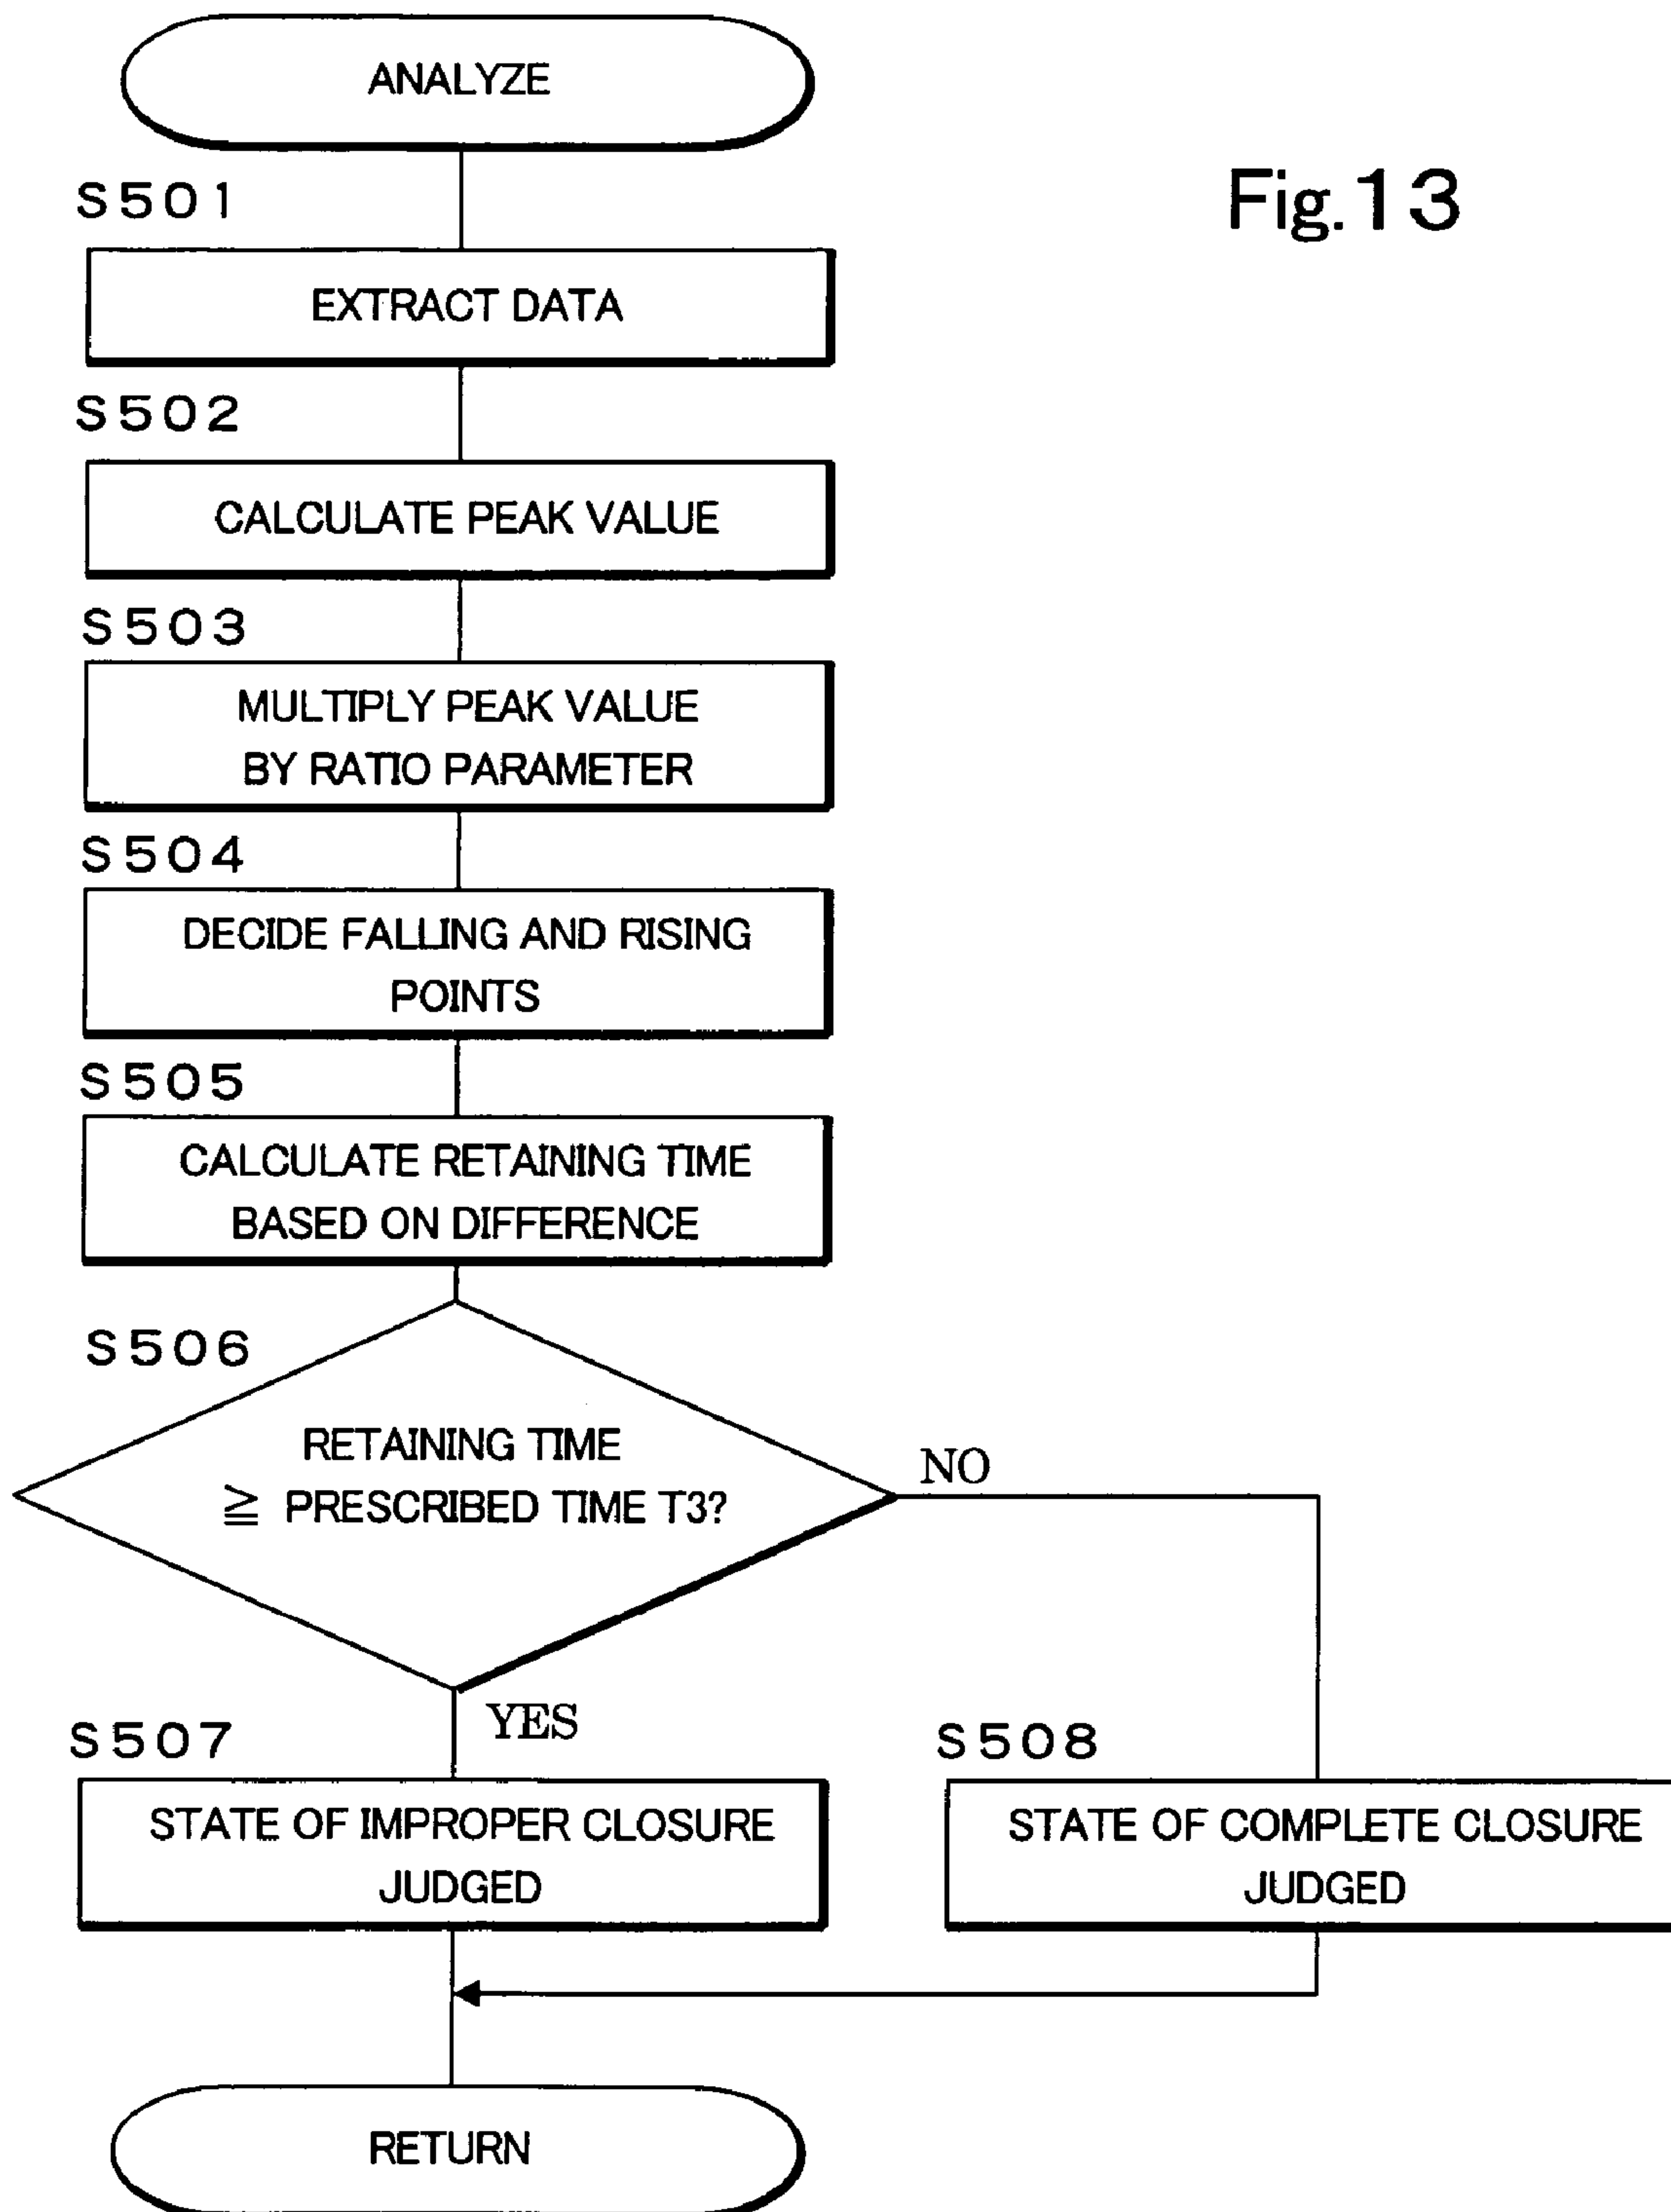 ANALYZE
Fig.13
S501
EXTRACT DATA
S502
CALCULATE PEAK VALUE
S503
MULTIPLY PEAK VALUE
BY RATIO PARAMETER
S504
DECIDE FALLING AND RISING
POINTS
S505
CALCULATE RETAINING TIME
BASED ON DIFFERENCE
S506
RETAINING TIME
≧ PRESCRIBED TIME T3?
NO
YES
S507
STATE OF IMPROPER CLOSURE
JUDGED
S508
STATE OF COMPLETE CLOSURE
JUDGED
RETURN